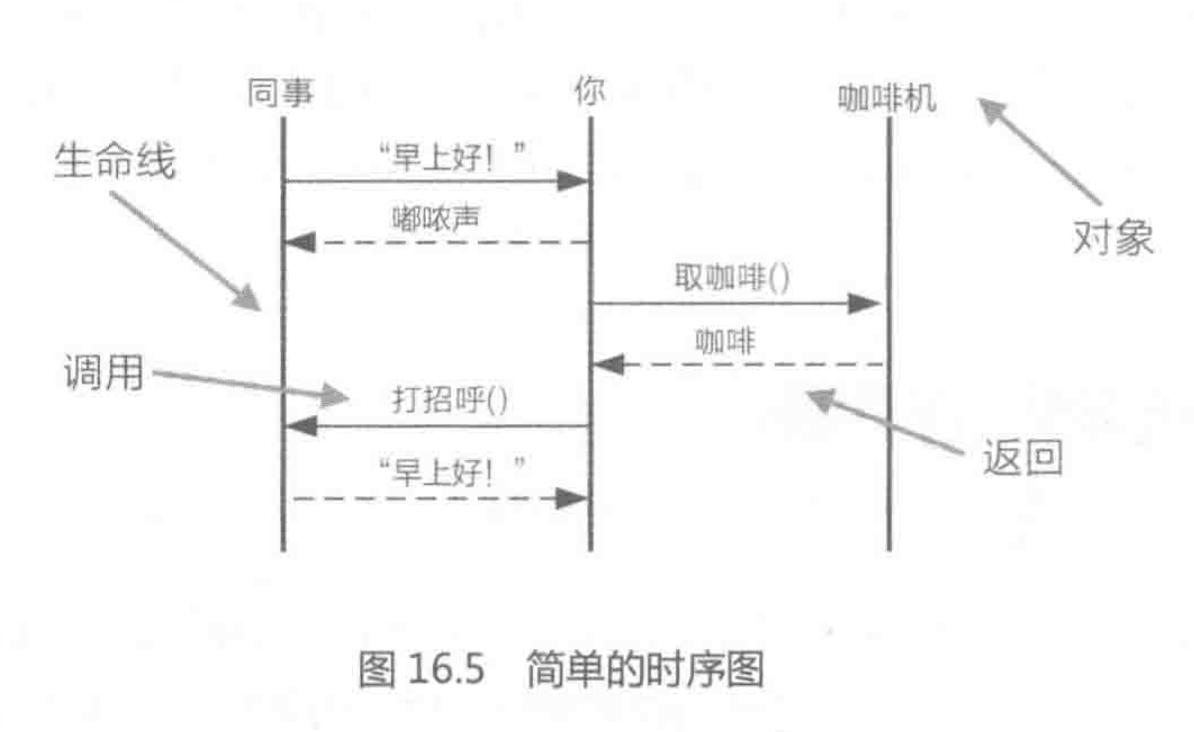 同事
你
咖啡机
生命线
“早上好！”
嘟哝声
对象
取咖啡()
咖啡
调用
打招呼()
返回
“早上好！”
图 16.5 简单的时序图